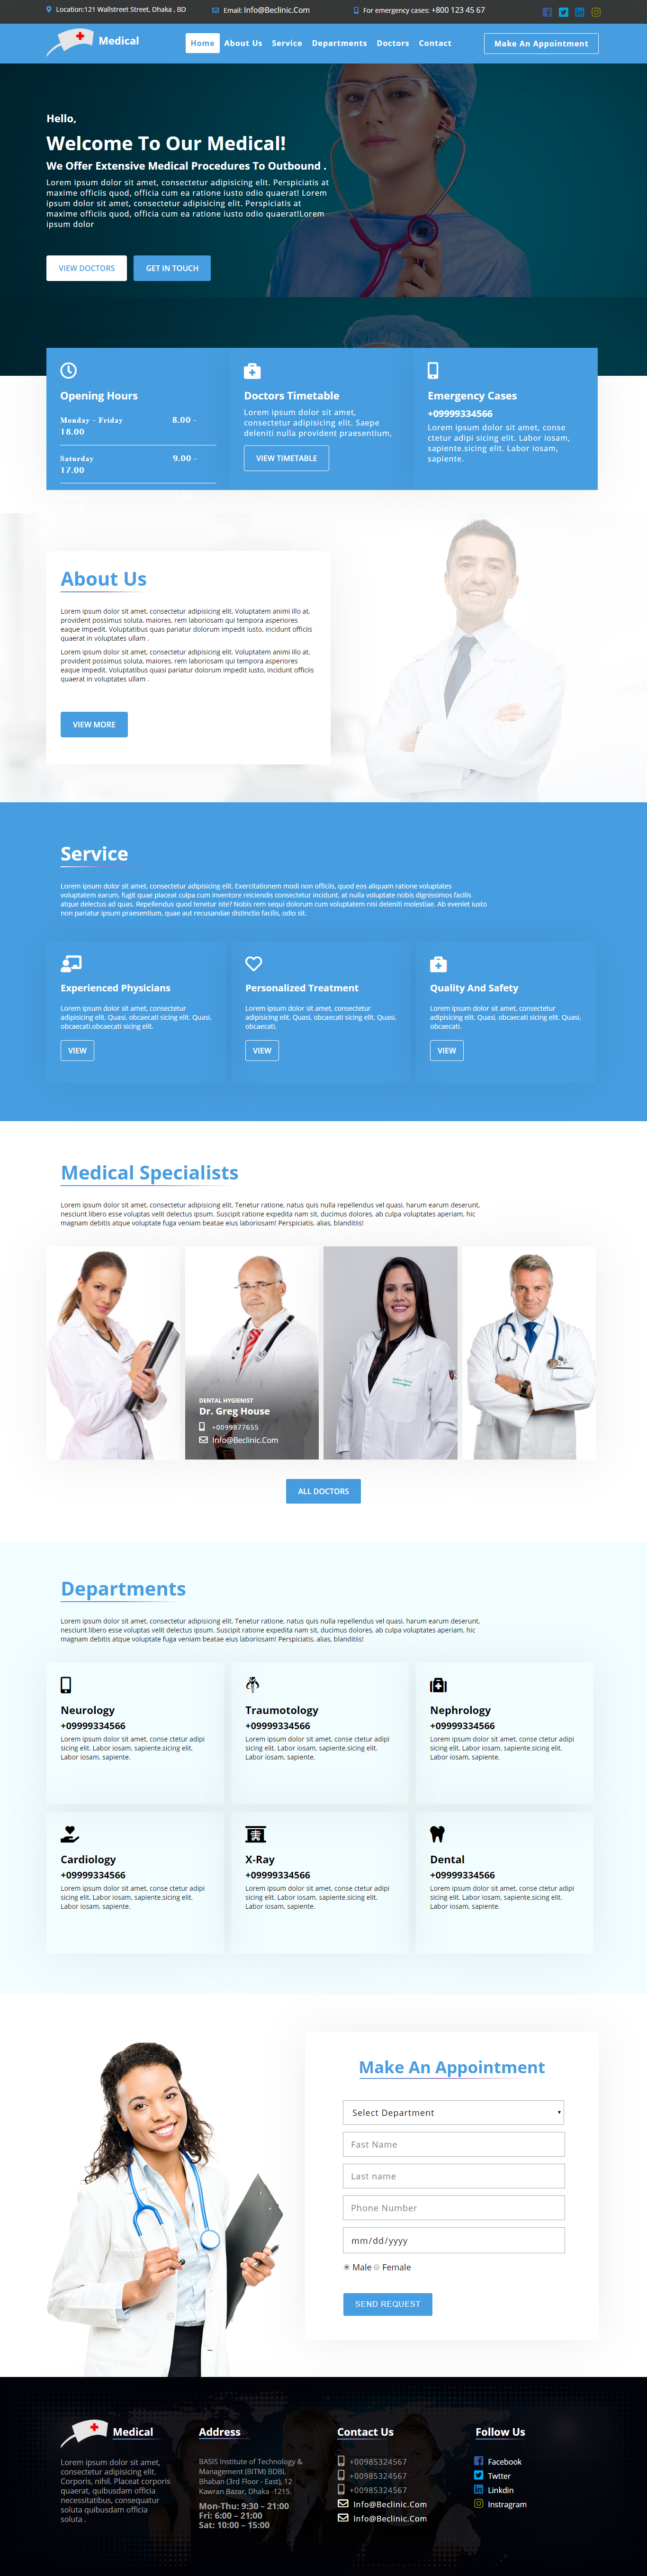 Location:121 Wallstreet Street, Dhaka , BD
Email: Info@Beclinic.Com
For emergency cases: +800 123 45 67
Medical
Home About Us Service Departments Doctors Contact
Make An Appointment
Hello,
Welcome To Our Medical!
We Offer Extensive Medical Procedures To Outbound .
Lorem ipsum dolor sit amet, consectetur adipisicing elit. Perspiciatis at
maxime officiis quod, officia cum ea ratione iusto odio quaerat! Lorem
ipsum dolor sit amet, consectetur adipisicing elit. Perspiciatis at
maxime officiis quod, officia cum ea ratione iusto odio quaerat!Lorem
ipsum dolor
VIEW DOCTORS
GET IN TOUCH
Opening Hours
Monday – Friday 8.00 –
18.00
Saturday 9.00 –
17.00
Doctors Timetable
Lorem ipsum dolor sit amet,
consectetur adipisicing elit. Saepe
deleniti nulla provident praesentium,
VIEW TIMETABLE
Emergency Cases
+09999334566
Lorem ipsum dolor sit amet, conse
ctetur adipi sicing elit. Labor iosam,
sapiente.sicing elit. Labor iosam,
sapiente.
About Us
Lorem ipsum dolor sit amet, consectetur adipisicing elit. Voluptatem animi illo at,
provident possimus soluta, maiores, rem laboriosam qui tempora asperiores
eaque impedit. Voluptatibus quas pariatur dolorum impedit iusto, incidunt officiis
quaerat in voluptates ullam .
Lorem ipsum dolor sit amet, consectetur adipisicing elit. Voluptatem animi illo at,
provident possimus soluta, maiores, rem laboriosam qui tempora asperiores
eaque impedit. Voluptatibus quasi pariatur dolorum impedit iusto, incidunt officiis
quaerat in voluptates ullam .
VIEW MORE
Service
Lorem ipsum dolor sit amet, consectetur adipisicing elit. Exercitationem modi non officiis, quod eos aliquam ratione voluptates
voluptatem earum, fugit quae placeat culpa cum inventore reiciendis consectetur incidunt, at nulla voluptate nobis dignissimos facilis
atque delectus ad quas. Repellendus quod tenetur iste? Nobis rem sequi dolorum cum voluptatem nisi deleniti molestiae. Ab eveniet iusto
non pariatur ipsum praesentium, quae aut recusandae distinctio facilis, odio sit.
Experienced Physicians
Lorem ipsum dolor sit amet, consectetur
adipisicing elit. Quasi, obcaecati sicing elit. Quasi,
obcaecati.obcaecati sicing elit.
VIEW
Personalized Treatment
Lorem ipsum dolor sit amet, consectetur
adipisicing elit. Quasi, obcaecati sicing elit. Quasi,
obcaecati.
VIEW
Quality And Safety
Lorem ipsum dolor sit amet, consectetur
adipisicing elit. Quasi, obcaecati sicing elit. Quasi,
obcaecati.
VIEW
Medical Specialists
Lorem ipsum dolor sit amet, consectetur adipisicing elit. Tenetur ratione, natus quis nulla repellendus vel quasi, harum earum deserunt,
nesciunt libero esse voluptas velit delectus ipsum. Suscipit ratione expedita nam sit, ducimus dolores, ab culpa voluptates aperiam, hic
magnam debitis atque voluptate fuga veniam beatae eius laboriosam! Perspiciatis, alias, blanditiis!
DENTAL HYGIENIST
Dr. Greg House
+0099877655
Info@Beclinic.Com
ALL DOCTORS
Departments
Lorem ipsum dolor sit amet, consectetur adipisicing elit. Tenetur ratione, natus quis nulla repellendus vel quasi, harum earum deserunt,
nesciunt libero esse voluptas velit delectus ipsum. Suscipit ratione expedita nam sit, ducimus dolores, ab culpa voluptates aperiam, hic
magnam debitis atque voluptate fuga veniam beatae eius laboriosam! Perspiciatis, alias, blanditiis!
Neurology
+09999334566
Lorem ipsum dolor sit amet, conse ctetur adipi
sicing elit. Labor iosam, sapiente.sicing elit.
Labor iosam, sapiente.
Traumotology
+09999334566
Lorem ipsum dolor sit amet, conse ctetur adipi
sicing elit. Labor iosam, sapiente.sicing elit.
Labor iosam, sapiente.
Nephrology
+09999334566
Lorem ipsum dolor sit amet, conse ctetur adipi
sicing elit. Labor iosam, sapiente.sicing elit.
Labor iosam, sapiente.
Cardiology
+09999334566
Lorem ipsum dolor sit amet, conse ctetur adipi
sicing elit. Labor iosam, sapiente.sicing elit.
Labor iosam, sapiente.
X-Ray
+09999334566
Lorem ipsum dolor sit amet, conse ctetur adipi
sicing elit. Labor iosam, sapiente.sicing elit.
Labor iosam, sapiente.
Dental
+09999334566
Lorem ipsum dolor sit amet, conse ctetur adipi
sicing elit. Labor iosam, sapiente.sicing elit.
Labor iosam, sapiente.
Make An Appointment
Select Department
First Name
Last name
Phone Number
mm/dd/yyyy
Male Female
SEND REQUEST
Medical
Lorem ipsum dolor sit amet,
consectetur adipisicing elit.
Corporis, nihil. Placeat corporis
quaerat, quibusdam officia
necessitatibus, consequatur
soluta quibusdam officia
soluta .
Address
BASIS Institute of Technology &
Management (BITM) BDBL
Bhaban (3rd Floor - East), 12
Kawran Bazar, Dhaka -1215.
Mon-Thu: 9:30 – 21:00
Fri: 6:00 – 21:00
Sat: 10:00 – 15:00
Contact Us
+00985324567
+00985324567
+00985324567
Info@Beclinic.Com
Info@Beclinic.Com
Follow Us
Facebook
Twtter
Linkdin
Instragram